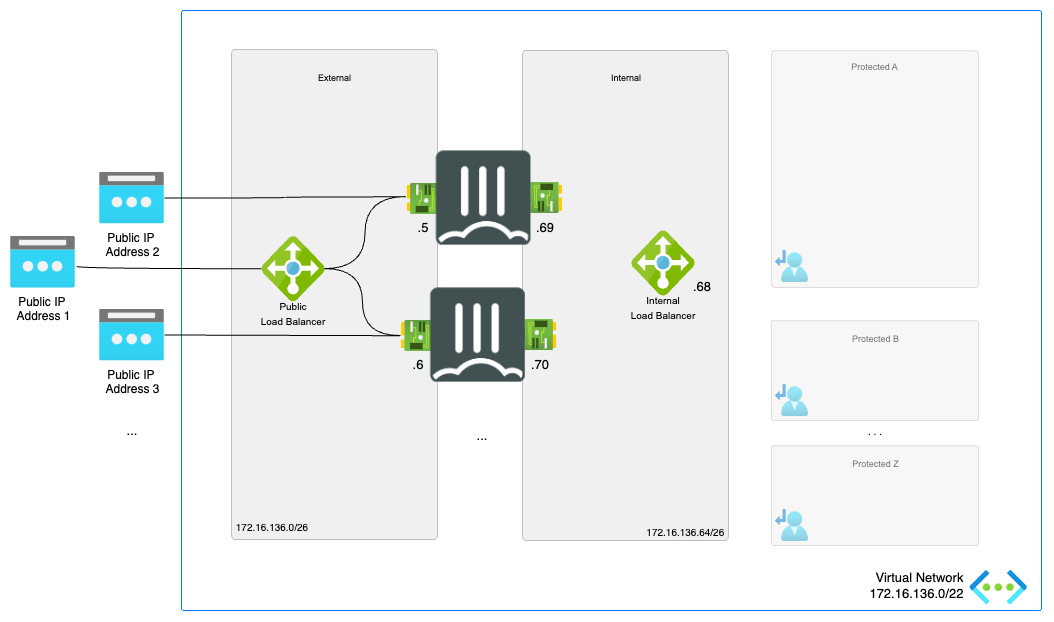 External
Internal
Protected A
.5
.69
Public IP
Address 2
Public IP
Address 1
Public
Load Balancer
Internal
Load Balancer
.68
Protected B
.6
.70
Public IP
Address 3
...
...
...
Protected Z
172.16.136.0/26
172.16.136.64/26
Virtual Network
172.16.136.0/22